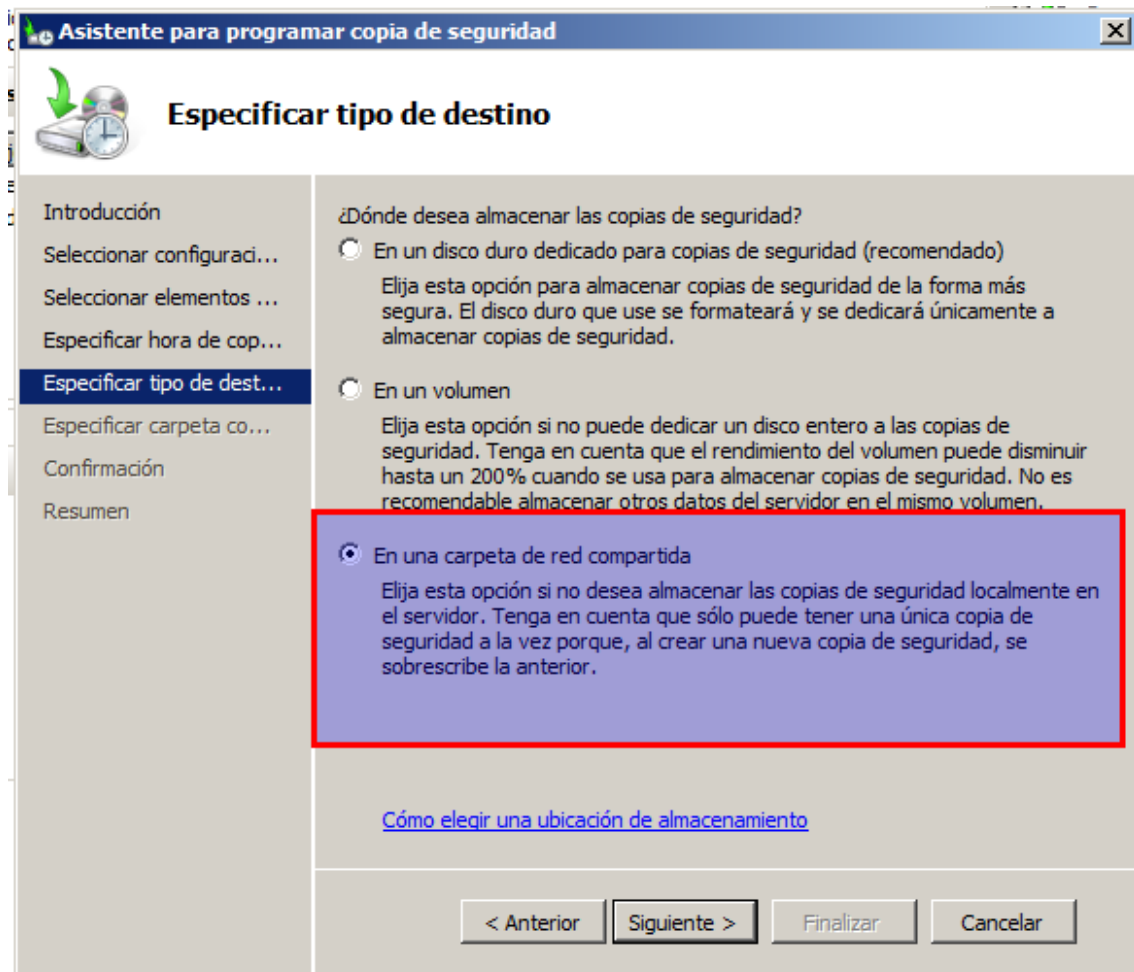 Asistente para programar copia de seguridad
Especificar tipo de destino
Introducción
Seleccionar configuraci...
Seleccionar elementos ...
Especificar hora de cop...
Especificar tipo de dest...
Especificar carpeta co...
Confirmación
Resumen
¿Dónde desea almacenar las copias de seguridad?
En un disco duro dedicado para copias de seguridad (recomendado)
Elija esta opción para almacenar copias de seguridad de la forma más
segura. El disco duro que use se formateará y se dedicará únicamente a
almacenar copias de seguridad.
En un volumen
Elija esta opción si no puede dedicar un disco entero a las copias de
seguridad. Tenga en cuenta que el rendimiento del volumen puede disminuir
hasta un 200% cuando se usa para almacenar copias de seguridad. No es
recomendable almacenar otros datos del servidor en el mismo volumen.
En una carpeta de red compartida
Elija esta opción si no desea almacenar las copias de seguridad localmente en
el servidor. Tenga en cuenta que sólo puede tener una única copia de
seguridad a la vez porque, al crear una nueva copia de seguridad, se
sobrescribe la anterior.
Cómo elegir una ubicación de almacenamiento
< Anterior
Siguiente >
Finalizar
Cancelar